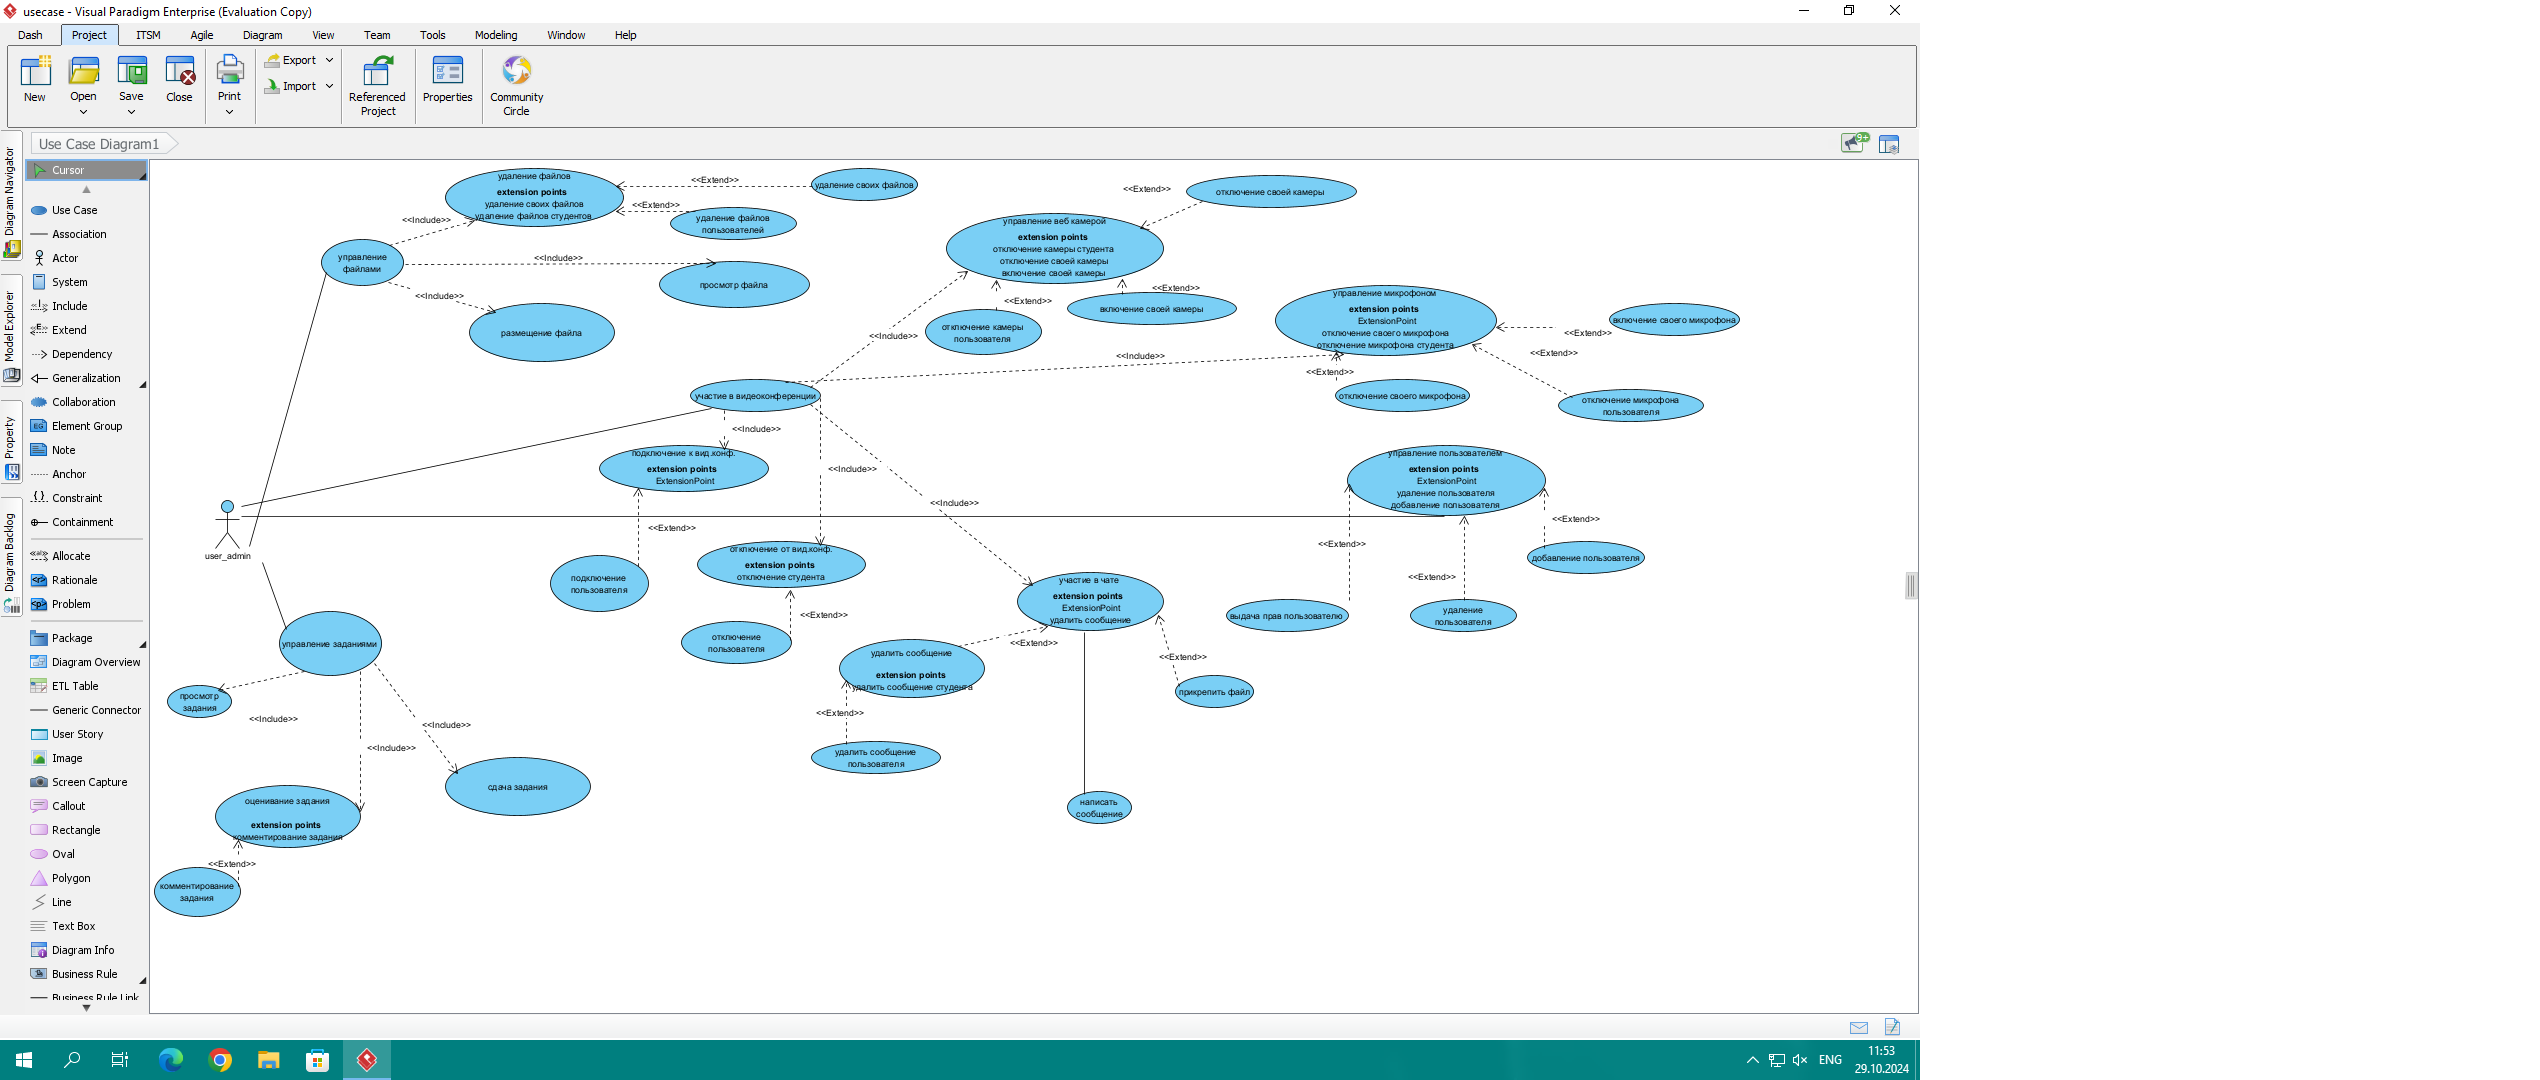 usecase - Visual Paradigm Enterprise (Evaluation Copy)
Dash
Project
ITSM
Agile
Diagram
View
Team
Tools
Modeling
Window
Help
New
Open
Save
Close
Print
Export
Import
Referenced
Project
Properties
Community
Circle
Use Case Diagram1
9+
Diagram Navigator
Model Explorer
Property
Diagram Backlog
Cursor
Use Case
Association
Actor
System
Include
Extend
Dependency
Generalization
Collaboration
Element Group
Note
Anchor
Constraint
Containment
Allocate
Rationale
Problem
Package
Diagram Overview
ETL Table
Generic Connector
User Story
Image
Screen Capture
Callout
Rectangle
Oval
Polygon
Line
Text Box
Diagram Info
Business Rule
Business Rule Link
удаление файлов
extension points
удаление своих файлов
удаление файлов студентов
<<Extend>>
удаление своих файлов
<<Extend>>
удаление файлов
пользователей
<<Include>>
управление
файлами
<<Include>>
просмотр файла
<<Include>>
размещение файла
<<Extend>>
отключение своей камеры
управление веб камерой
extension points
отключение камеры студента
отключение своей камеры
включение своей камеры
<<Extend>>
<<Extend>>
включение своей камеры
отключение камеры
пользователя
<<Include>>
управление микрофоном
extension points
ExtensionPoint
отключение своего микрофона
отключение микрофона студента
включение своего микрофона
<<Extend>>
<<Extend>>
<<Include>>
<<Extend>>
отключение своего микрофона
отключение микрофона
пользователя
участие в видеоконференции
<<Include>>
подключение к вид.конф.
extension points
ExtensionPoint
<<Include>>
<<Include>>
управление пользователем
extension points
ExtensionPoint
удаление пользователя
добавление пользователя
user_admin
<<Extend>>
<<Extend>>
<<Extend>>
отключение от вид.конф.
extension points
отключение студента
добавление пользователя
подключение
пользователя
<<Extend>>
участие в чате
extension points
ExtensionPoint
удалить сообщение
<<Extend>>
выдача прав пользователю
удаление
пользователя
отключение
пользователя
<<Extend>>
управление заданиями
удалить сообщение
extension points
удалить сообщение студента
<<Extend>>
прикрепить файл
просмотр
задания
<<Include>>
<<Include>>
<<Include>>
<<Extend>>
удалить сообщение
пользователя
сдача задания
оценивание задания
extension points
комментирование задания
написать
сообщение
<<Extend>>
комментирование
задания
ENG
11:53
29.10.2024